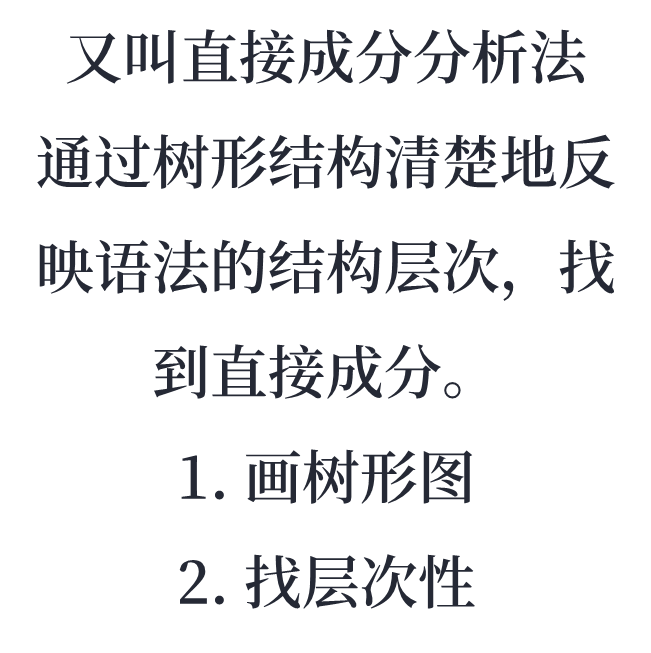 又叫直接成分分析法
通过树形结构清楚地反
映语法的结构层次，找
到直接成分。
1. 画树形图
2. 找层次性